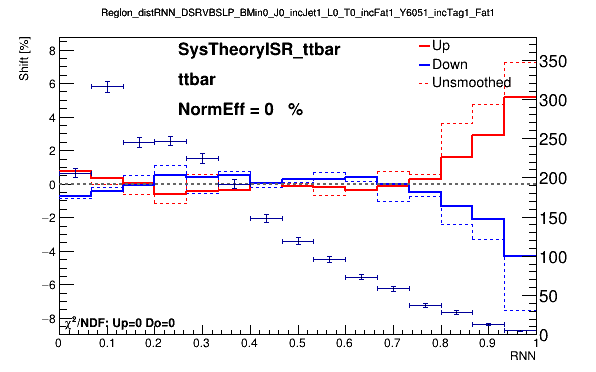 Region_distRNN_DSRVBSLP_BMin0_J0_incJet1_L0_T0_incFat1_Y6051_incTag1_Fat1
Shift [%]
SysTheoryISR_ttbar
ttbar
NormEff = 0 %
Up
Down
Unsmoothed
8
6
4
2
0
−2
−4
−6
−8
350
300
250
200
150
100
50
0
χ²/NDF: Up=0 Do=0
0 0.1 0.2 0.3 0.4 0.5 0.6 0.7 0.8 0.9 1
RNN